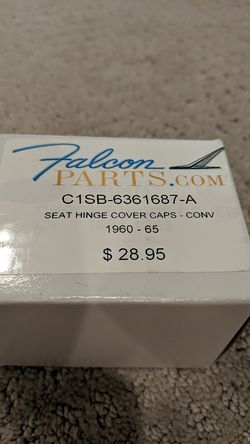 Falcon
PARTS.COM
C1SB-6361687-A
SEAT HINGE COVER CAPS - CONV
1960 - 65
$ 28.95